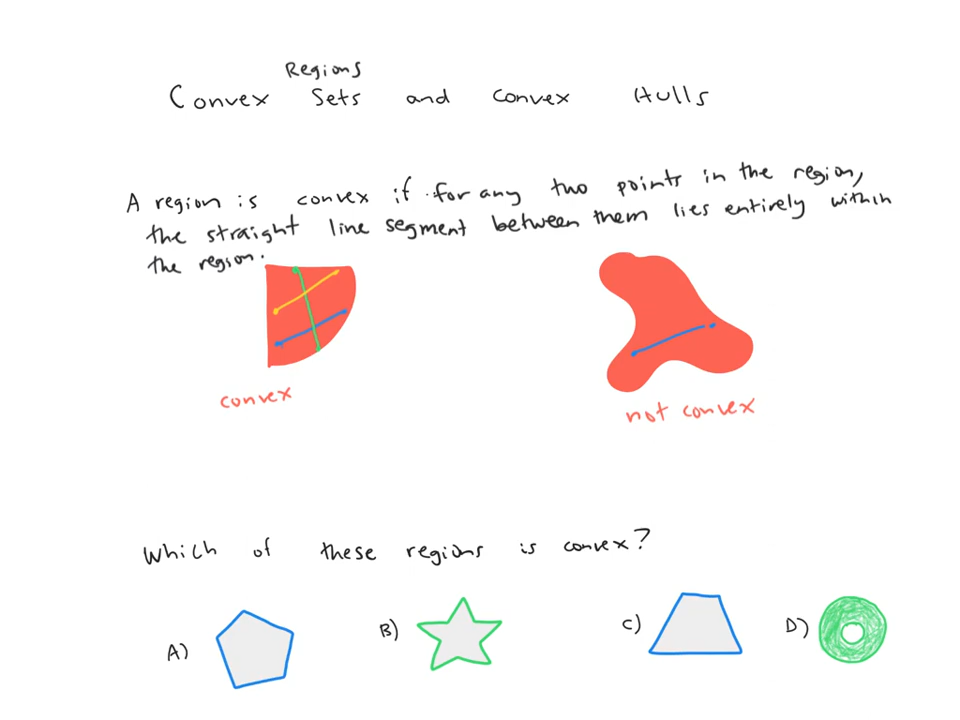 Regions
Convex Sets and Convex Hulls
A region is convex if for any two points in the region,
the straight line segment between them lies entirely within
the region.
convex
not convex
Which of these regions is convex?
A)
B)
C)
D)